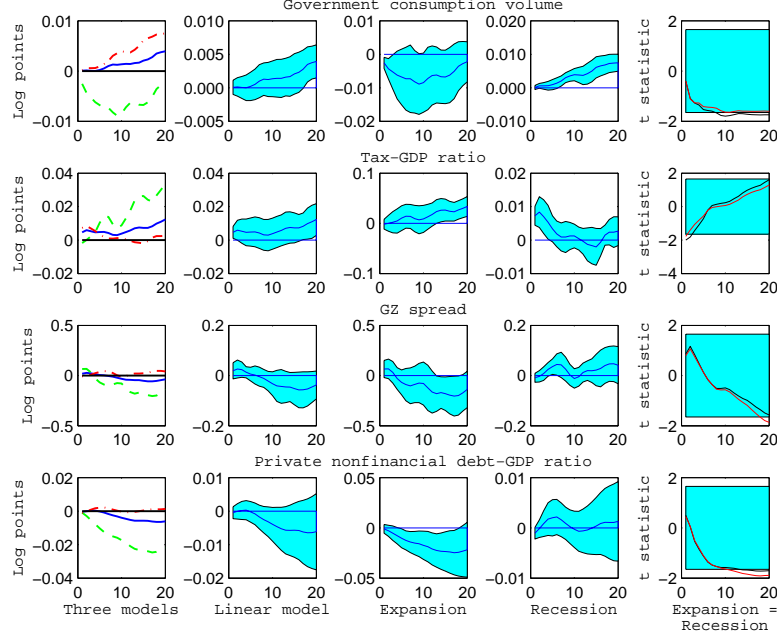 Government consumption volume
Log points
0.01
0
−0.01
0 10 20
0.010
0.005
0.000
−0.005
0 10 20
0.01
0
−0.01
−0.02
0 10 20
0.020
0.010
0.000
−0.010
0 10 20
t statistic
2
1
0
−1
−2
0 10 20
Tax−GDP ratio
Log points
0.04
0.02
0
−0.02
0 10 20
0.04
0.02
0
−0.02
0 10 20
0.1
0
−0.1
0 10 20
0.02
0.01
0
−0.01
0 10 20
t statistic
2
0
−2
−4
0 10 20
GZ spread
Log points
0.5
0
−0.5
0 10 20
0.2
0
−0.2
0 10 20
0.5
0
−0.5
0 10 20
0.2
0
−0.2
0 10 20
t statistic
2
1
0
−1
−2
0 10 20
Private nonfinancial debt−GDP ratio
Log points
0.02
0
−0.02
−0.04
0 10 20
0.01
0.00
−0.01
−0.02
0 10 20
0.05
0
−0.05
0 10 20
0.01
0
−0.01
0 10 20
t statistic
2
0
−2
0 10 20
Three models
Linear model
Expansion
Recession
Expansion =
Recession